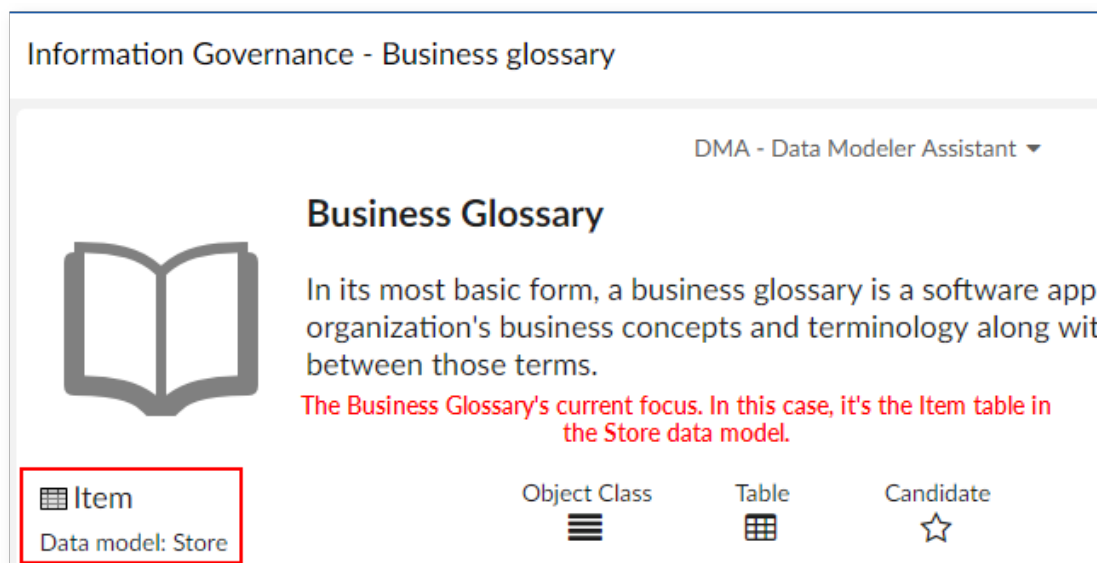 Information Governance - Business glossary
DMA - Data Modeler Assistant
Business Glossary
In its most basic form, a business glossary is a software app
organization's business concepts and terminology along wit
between those terms.
The Business Glossary's current focus. In this case, it's the Item table in
the Store data model.
Item
Data model: Store
Object Class
Table
Candidate